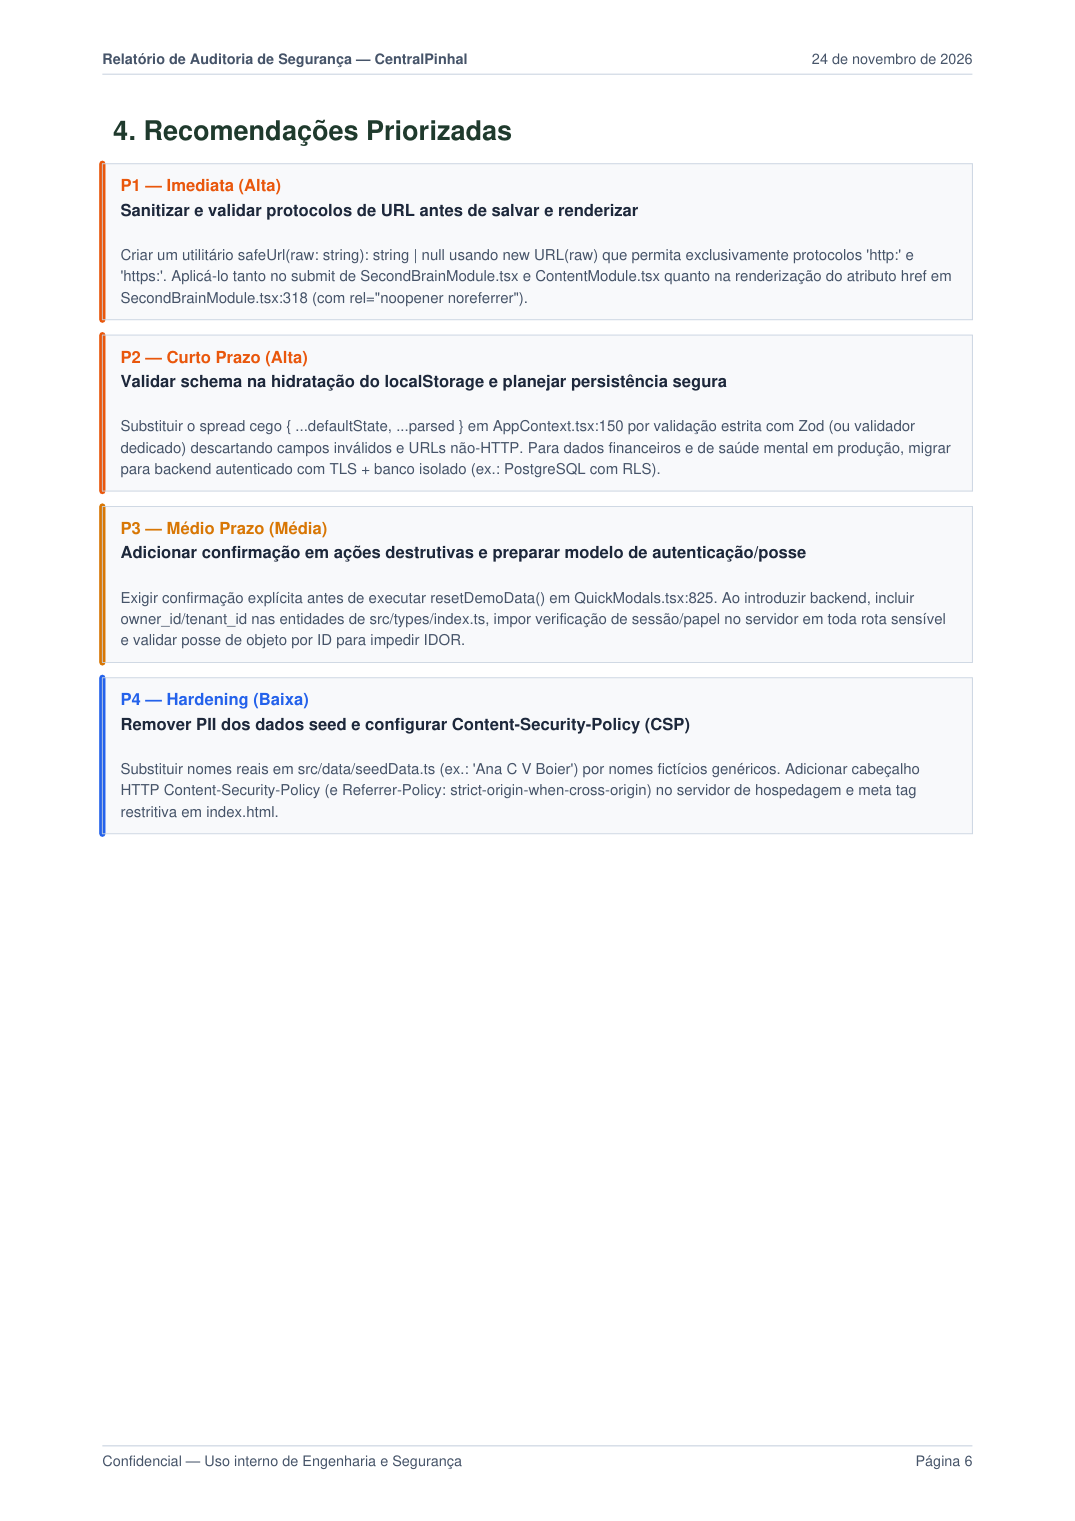 Relatório de Auditoria de Segurança — CentralPinhal
24 de novembro de 2026
4. Recomendações Priorizadas
P1 — Imediata (Alta)
Sanitizar e validar protocolos de URL antes de salvar e renderizar
Criar um utilitário safeUrl(raw: string): string | null usando new URL(raw) que permita exclusivamente protocolos 'http:' e
'https:'. Aplicá-lo tanto no submit de SecondBrainModule.tsx e ContentModule.tsx quanto na renderização do atributo href em
SecondBrainModule.tsx:318 (com rel="noopener noreferrer").
P2 — Curto Prazo (Alta)
Validar schema na hidratação do localStorage e planejar persistência segura
Substituir o spread cego { ...defaultState, ...parsed } em AppContext.tsx:150 por validação estrita com Zod (ou validador
dedicado) descartando campos inválidos e URLs não-HTTP. Para dados financeiros e de saúde mental em produção, migrar
para backend autenticado com TLS + banco isolado (ex.: PostgreSQL com RLS).
P3 — Médio Prazo (Média)
Adicionar confirmação em ações destrutivas e preparar modelo de autenticação/posse
Exigir confirmação explícita antes de executar resetDemoData() em QuickModals.tsx:825. Ao introduzir backend, incluir
owner_id/tenant_id nas entidades de src/types/index.ts, impor verificação de sessão/papel no servidor em toda rota sensível
e validar posse de objeto por ID para impedir IDOR.
P4 — Hardening (Baixa)
Remover PII dos dados seed e configurar Content-Security-Policy (CSP)
Substituir nomes reais em src/data/seedData.ts (ex.: 'Ana C V Boier') por nomes fictícios genéricos. Adicionar cabeçalho
HTTP Content-Security-Policy (e Referrer-Policy: strict-origin-when-cross-origin) no servidor de hospedagem e meta tag
restritiva em index.html.
Confidencial — Uso interno de Engenharia e Segurança
Página 6